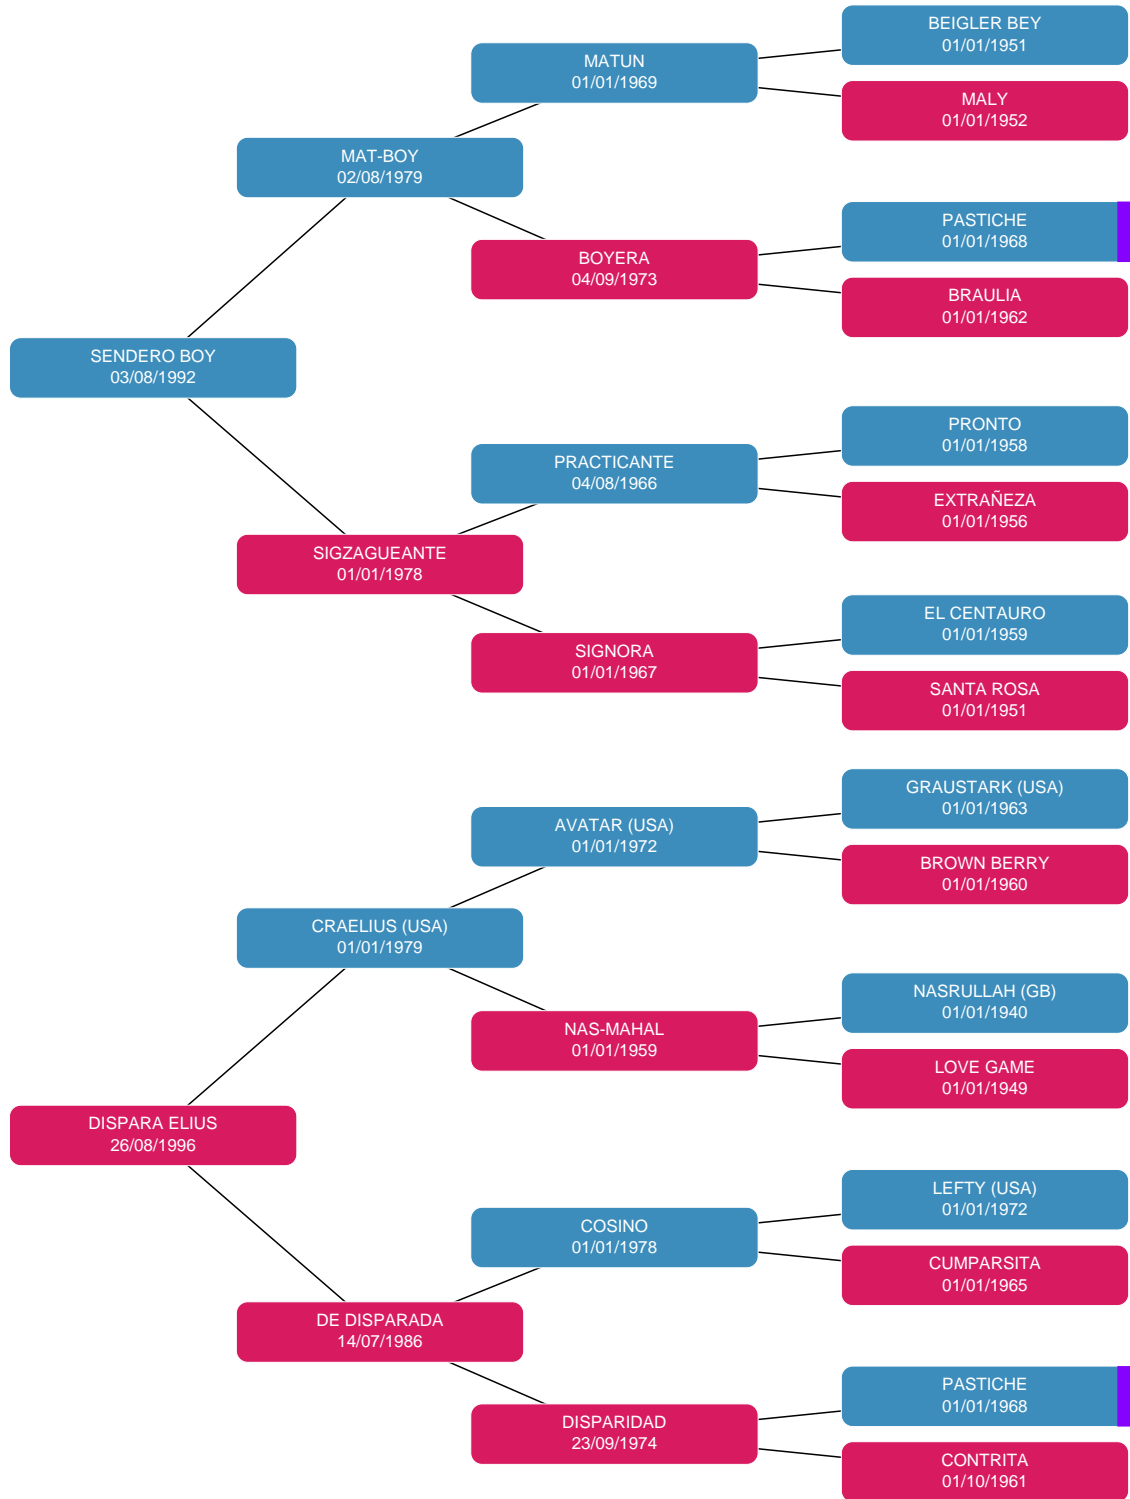 BEIGLER BEY
01/01/1951
MATUN
01/01/1969
MALY
01/01/1952
MAT-BOY
02/08/1979
PASTICHE
01/01/1968
BOYERA
04/09/1973
BRAULIA
01/01/1962
SENDERO BOY
03/08/1992
PRONTO
01/01/1958
PRACTICANTE
04/08/1966
EXTRAÑEZA
01/01/1956
SIGZAGUEANTE
01/01/1978
EL CENTAURO
01/01/1959
SIGNORA
01/01/1967
SANTA ROSA
01/01/1951
GRAUSTARK (USA)
01/01/1963
AVATAR (USA)
01/01/1972
BROWN BERRY
01/01/1960
CRAELIUS (USA)
01/01/1979
NASRULLAH (GB)
01/01/1940
NAS-MAHAL
01/01/1959
LOVE GAME
01/01/1949
DISPARA ELIUS
26/08/1996
LEFTY (USA)
01/01/1972
COSINO
01/01/1978
CUMPARSITA
01/01/1965
DE DISPARADA
14/07/1986
PASTICHE
01/01/1968
DISPARIDAD
23/09/1974
CONTRITA
01/10/1961